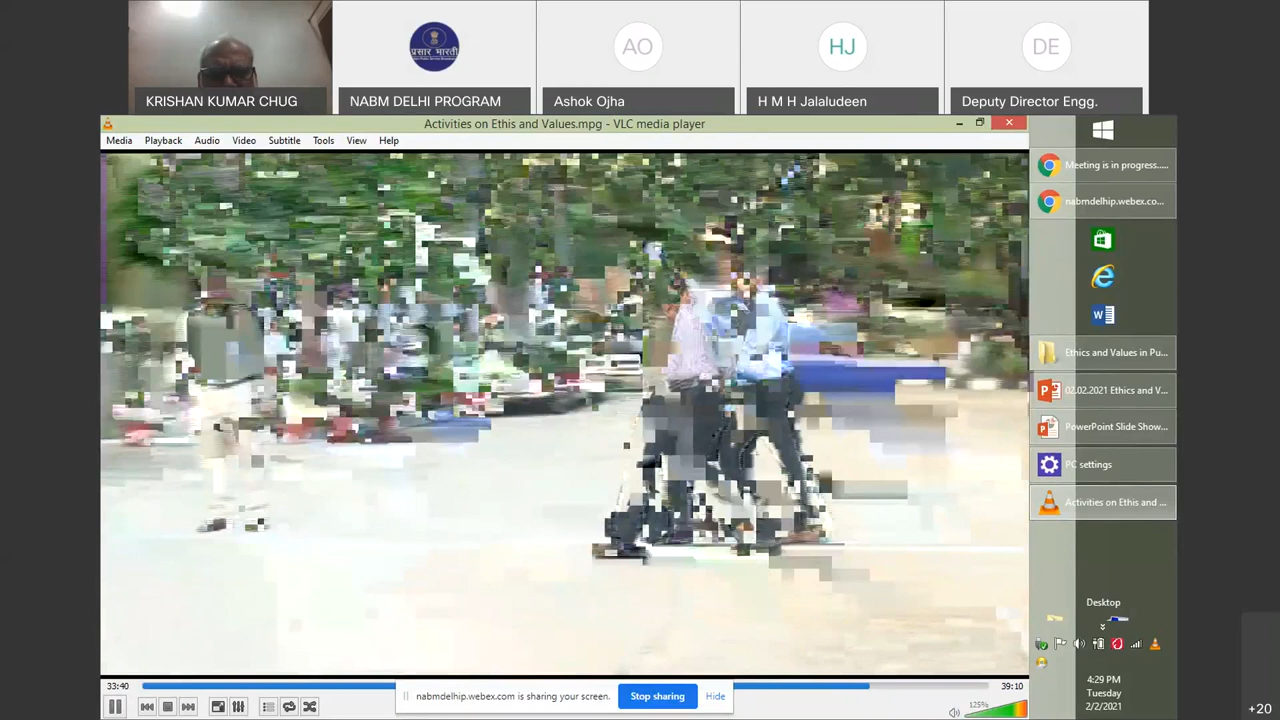 प्रसार भारती
AO
HJ
DE
KRISHAN KUMAR CHUG
NABM DELHI PROGRAM
Ashok Ojha
H M H Jalaludeen
Deputy Director Engg.
Activities on Ethis and Values.mpg - VLC media player
Media Playback Audio Video Subtitle Tools View Help
Meeting is in progress.....
nabmdelhip.webex.co...
Ethics and Values in Pu...
02.02.2021 Ethics and V...
PowerPoint Slide Show...
PC settings
Activities on Ethis and ...
Desktop
4:29 PM
Tuesday
2/2/2021
33:40
39:10
nabmdelhip.webex.com is sharing your screen.
Stop sharing
Hide
125%
+20